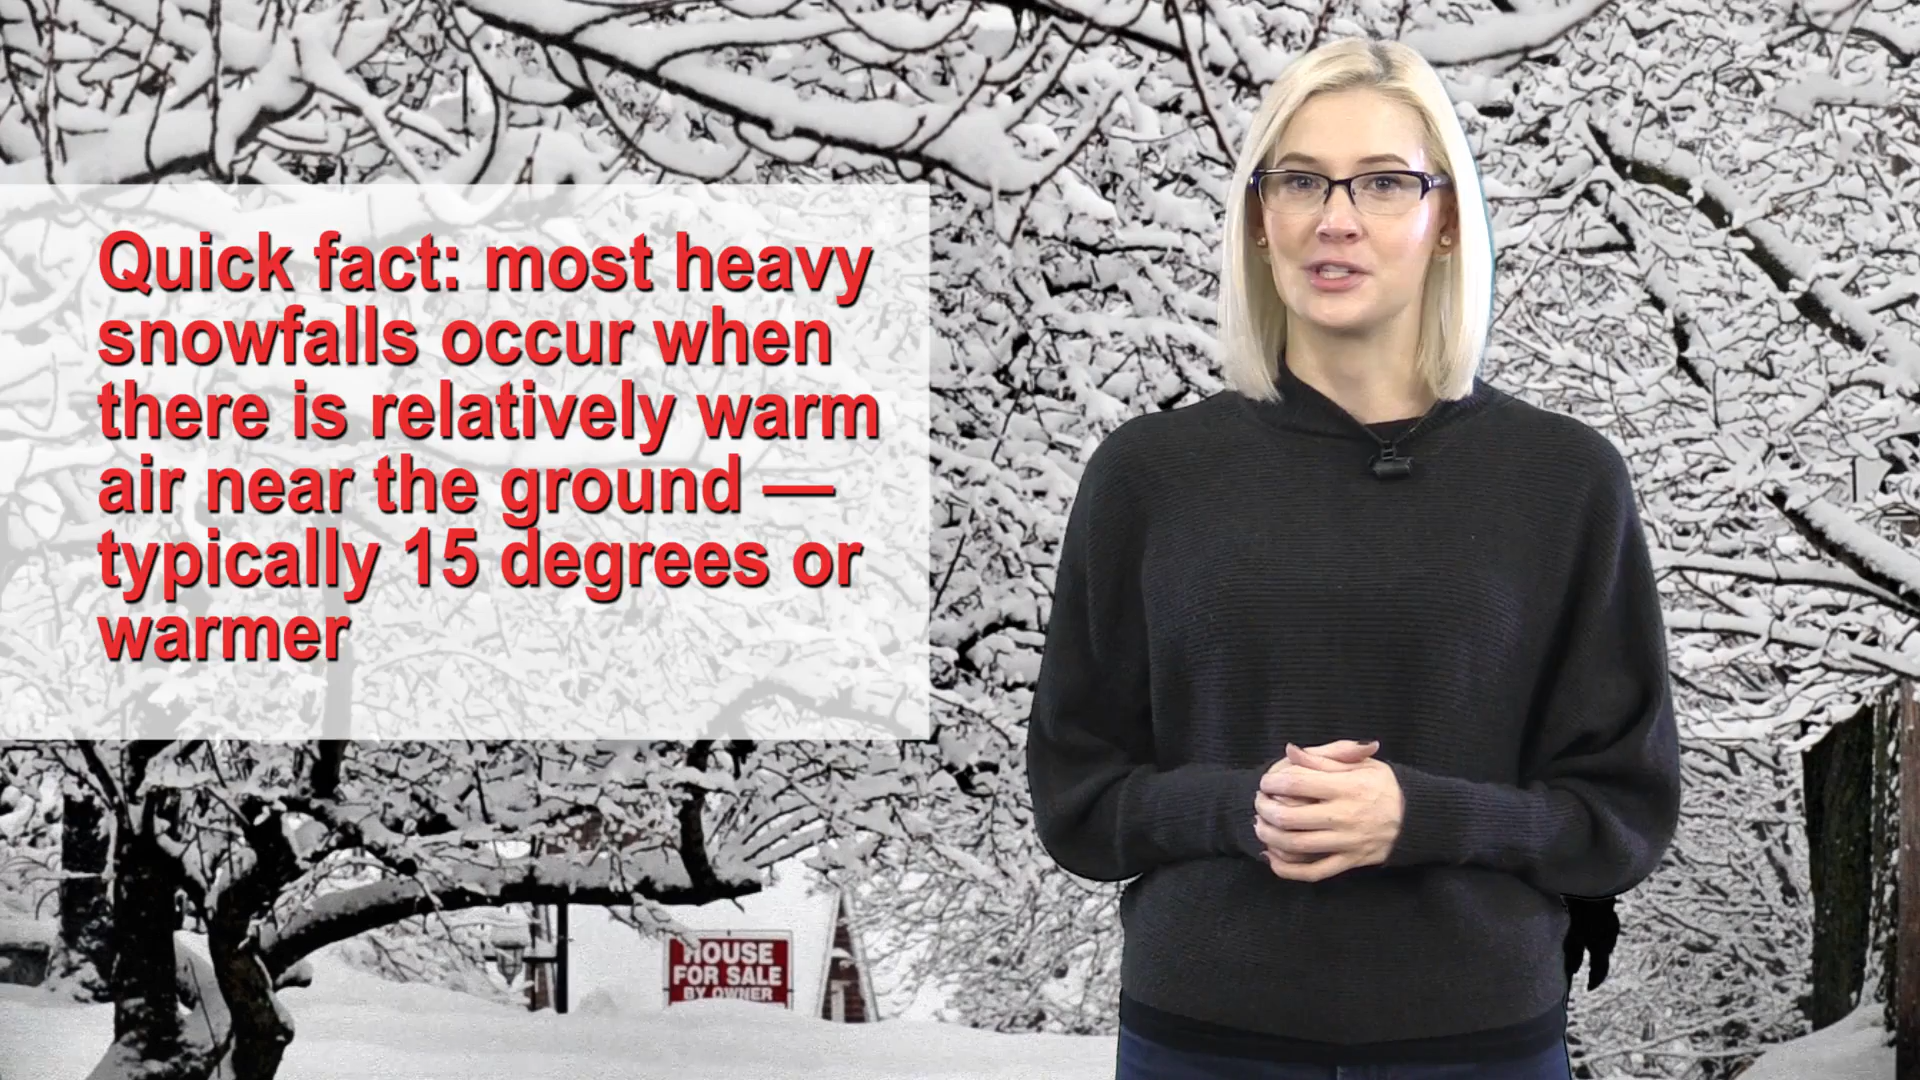 Quick fact: most heavy
snowfalls occur when
there is relatively warm
air near the ground —
typically 15 degrees or
warmer
HOUSE
FOR SALE
BY OWNER